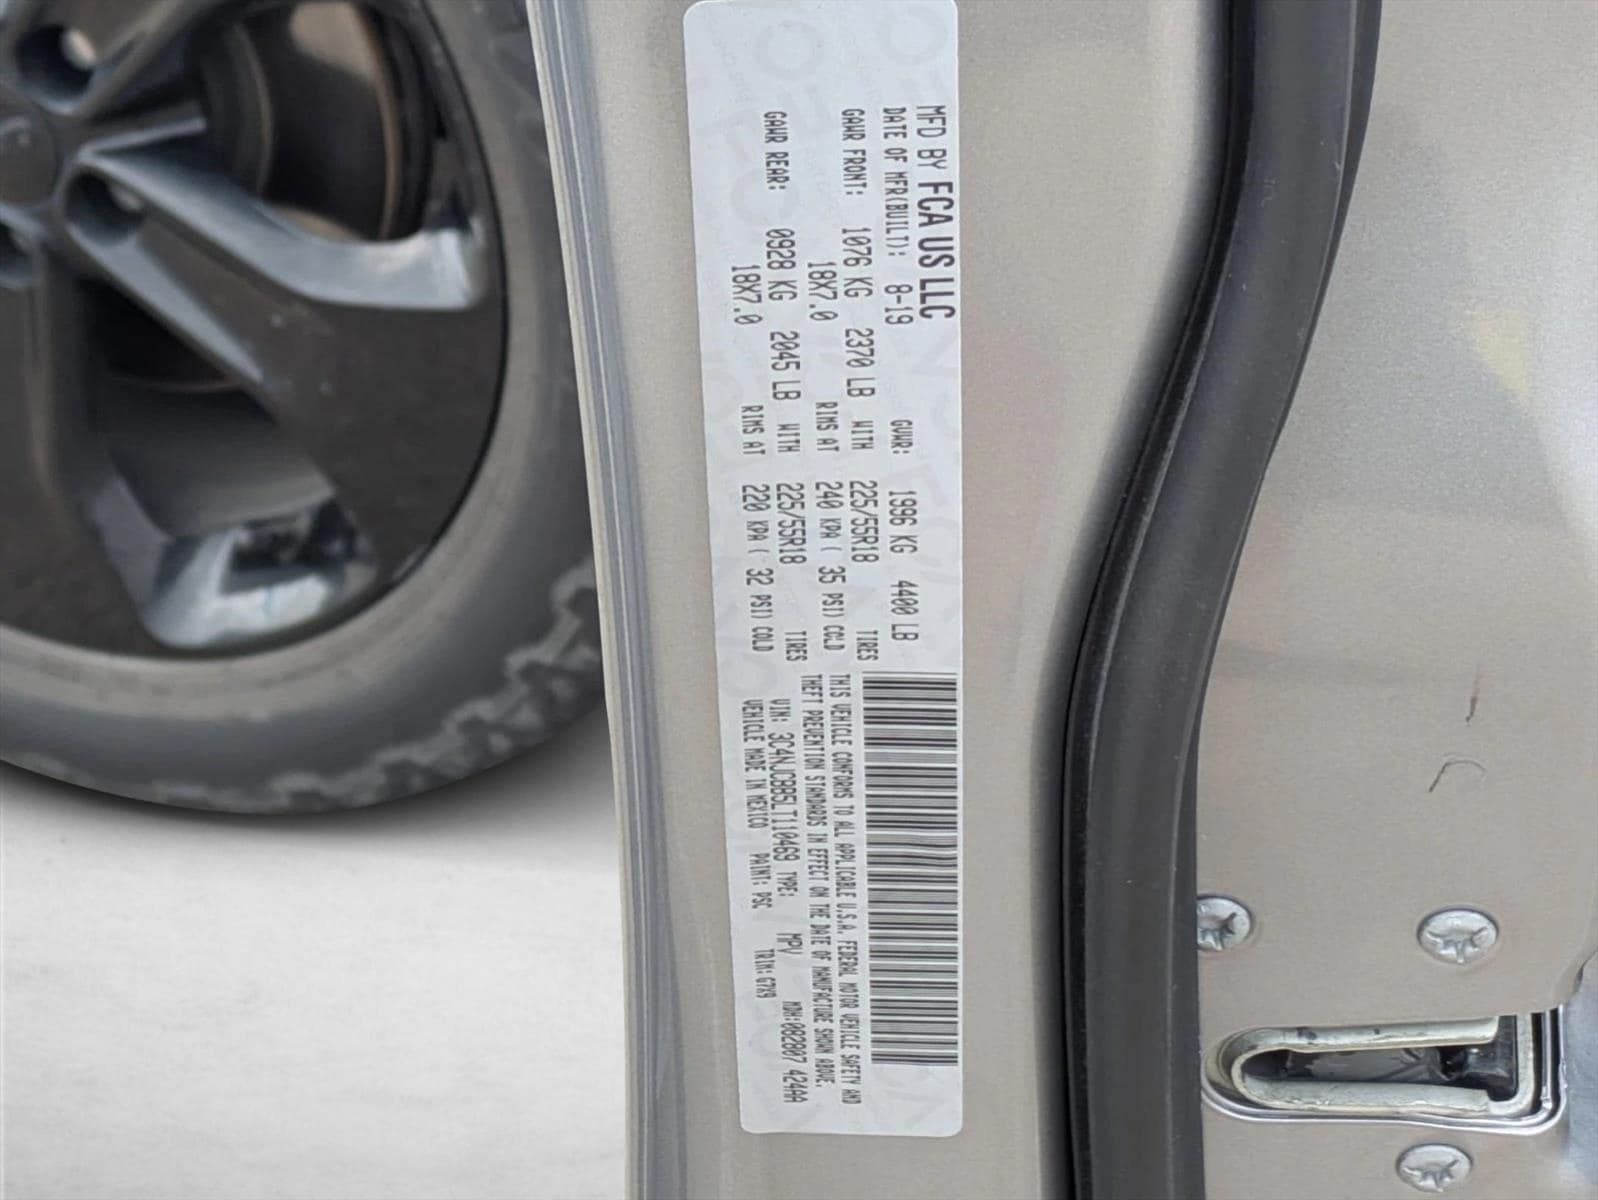 MFD BY FCA US LLC
DATE OF MFR(BUILT): 8-19 GVWR: 1996 KG 4400 LB
GAWR FRONT: 1076 KG 2370 LB WITH 225/55R18 TIRES
18X7.0 RIMS AT 240 KPA ( 35 PSI) COLD
GAWR REAR: 0928 KG 2045 LB WITH 225/55R18 TIRES
18X7.0 RIMS AT 220 KPA ( 32 PSI) COLD
THIS VEHICLE CONFORMS TO ALL APPLICABLE U.S.A. FEDERAL MOTOR VEHICLE SAFETY AND
THEFT PREVENTION STANDARDS IN EFFECT ON THE DATE OF MANUFACTURE SHOWN ABOVE.
VIN: 3C4NJCBB5LT110469 TYPE: MPV MDH:082807 424AA
VEHICLE MADE IN MEXICO PAINT: PSC TRIM:G7X9